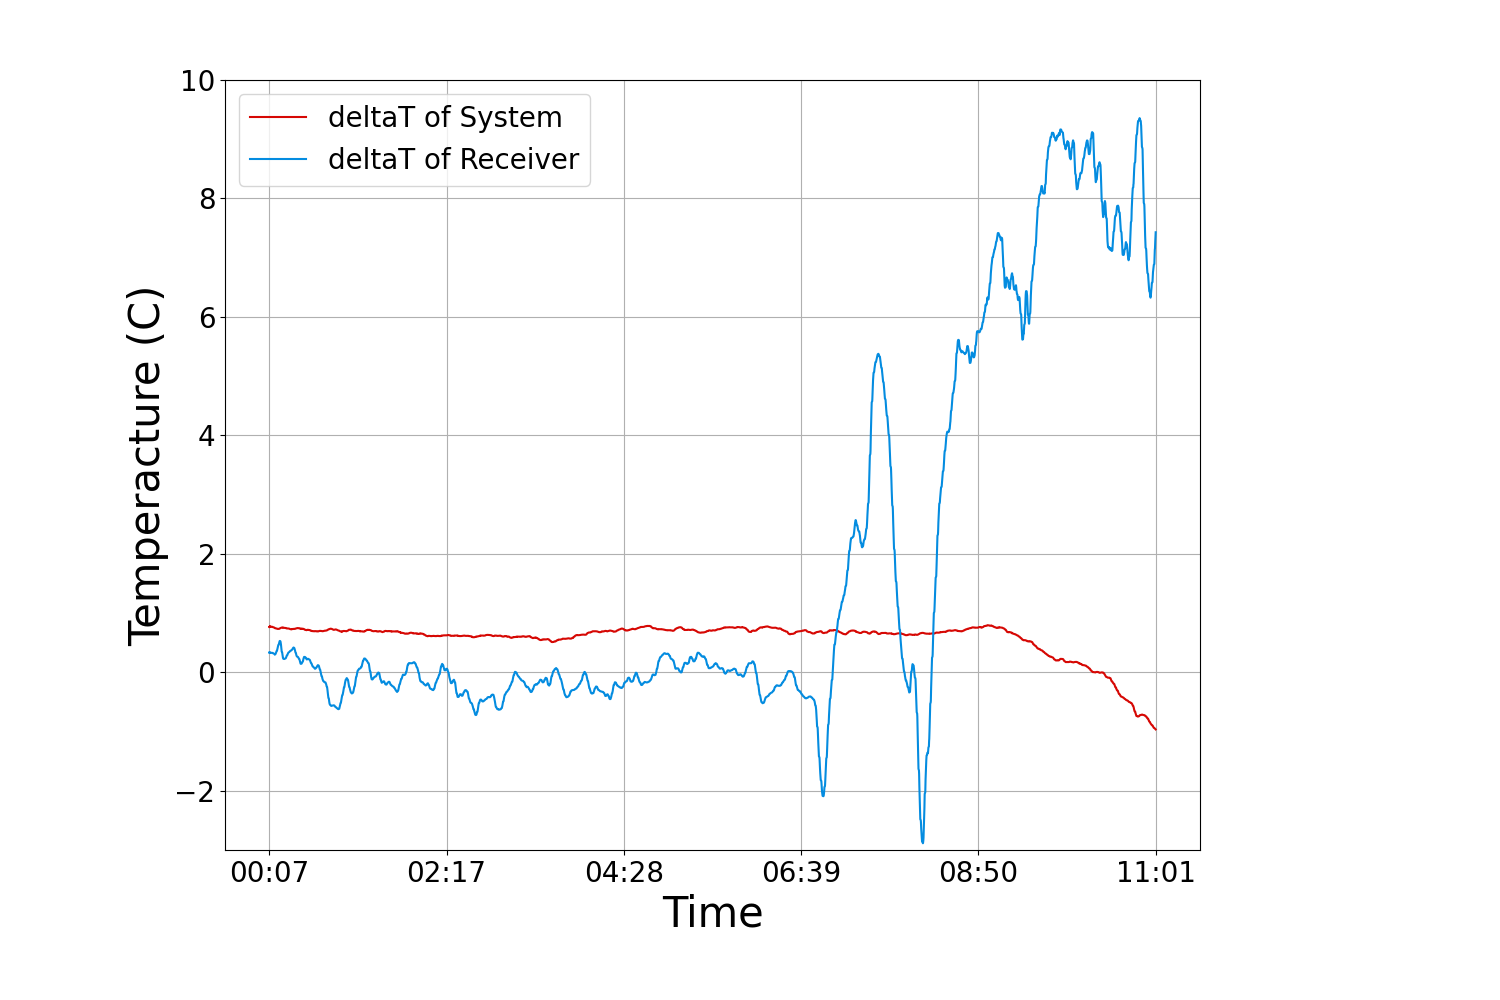 deltaT of System
deltaT of Receiver
Temperacture (C)
10
8
6
4
2
0
−2
00:07 02:17 04:28 06:39 08:50 11:01
Time